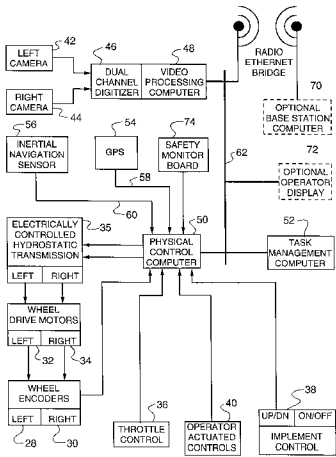 42
LEFT
CAMERA
46
48
DUAL
CHANNEL
DIGITIZER
VIDEO
PROCESSING
COMPUTER
RADIO
ETHERNET
BRIDGE
RIGHT
CAMERA
44
70
OPTIONAL
BASE STATION
COMPUTER
56
54
74
INERTIAL
NAVIGATION
SENSOR
GPS
SAFETY
MONITOR
BOARD
62
72
OPTIONAL
OPERATOR
DISPLAY
58
60
35
50
ELECTRICALLY
CONTROLLED
HYDROSTATIC
TRANSMISSION
LEFT
RIGHT
PHYSICAL
CONTROL
COMPUTER
52
TASK
MANAGEMENT
COMPUTER
WHEEL
DRIVE MOTORS
LEFT
RIGHT
32
34
WHEEL
ENCODERS
LEFT
RIGHT
28
30
36
THROTTLE
CONTROL
40
OPERATOR
ACTUATED
CONTROLS
38
UP/DN
ON/OFF
IMPLEMENT
CONTROL